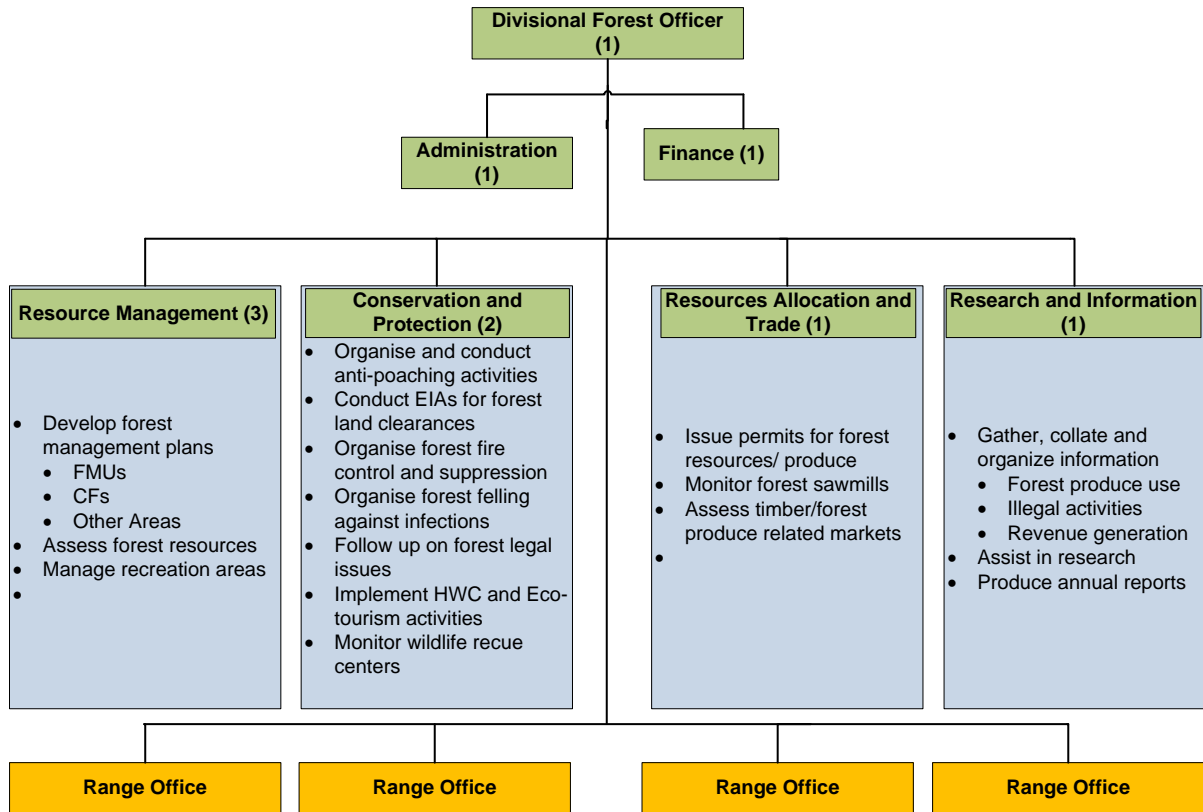 Divisional Forest Officer
(1)
Administration
(1)
Finance (1)
Resource Management (3)
• Develop forest
management plans
• FMUs
• CFs
• Other Areas
• Assess forest resources
• Manage recreation areas
•
Conservation and
Protection (2)
• Organise and conduct
anti-poaching activities
• Conduct EIAs for forest
land clearances
• Organise forest fire
control and suppression
• Organise forest felling
against infections
• Follow up on forest legal
issues
• Implement HWC and Eco-
tourism activities
• Monitor wildlife recue
centers
Resources Allocation and
Trade (1)
• Issue permits for forest
resources/ produce
• Monitor forest sawmills
• Assess timber/forest
produce related markets
•
Research and Information
(1)
• Gather, collate and
organize information
• Forest produce use
• Illegal activities
• Revenue generation
• Assist in research
• Produce annual reports
Range Office
Range Office
Range Office
Range Office